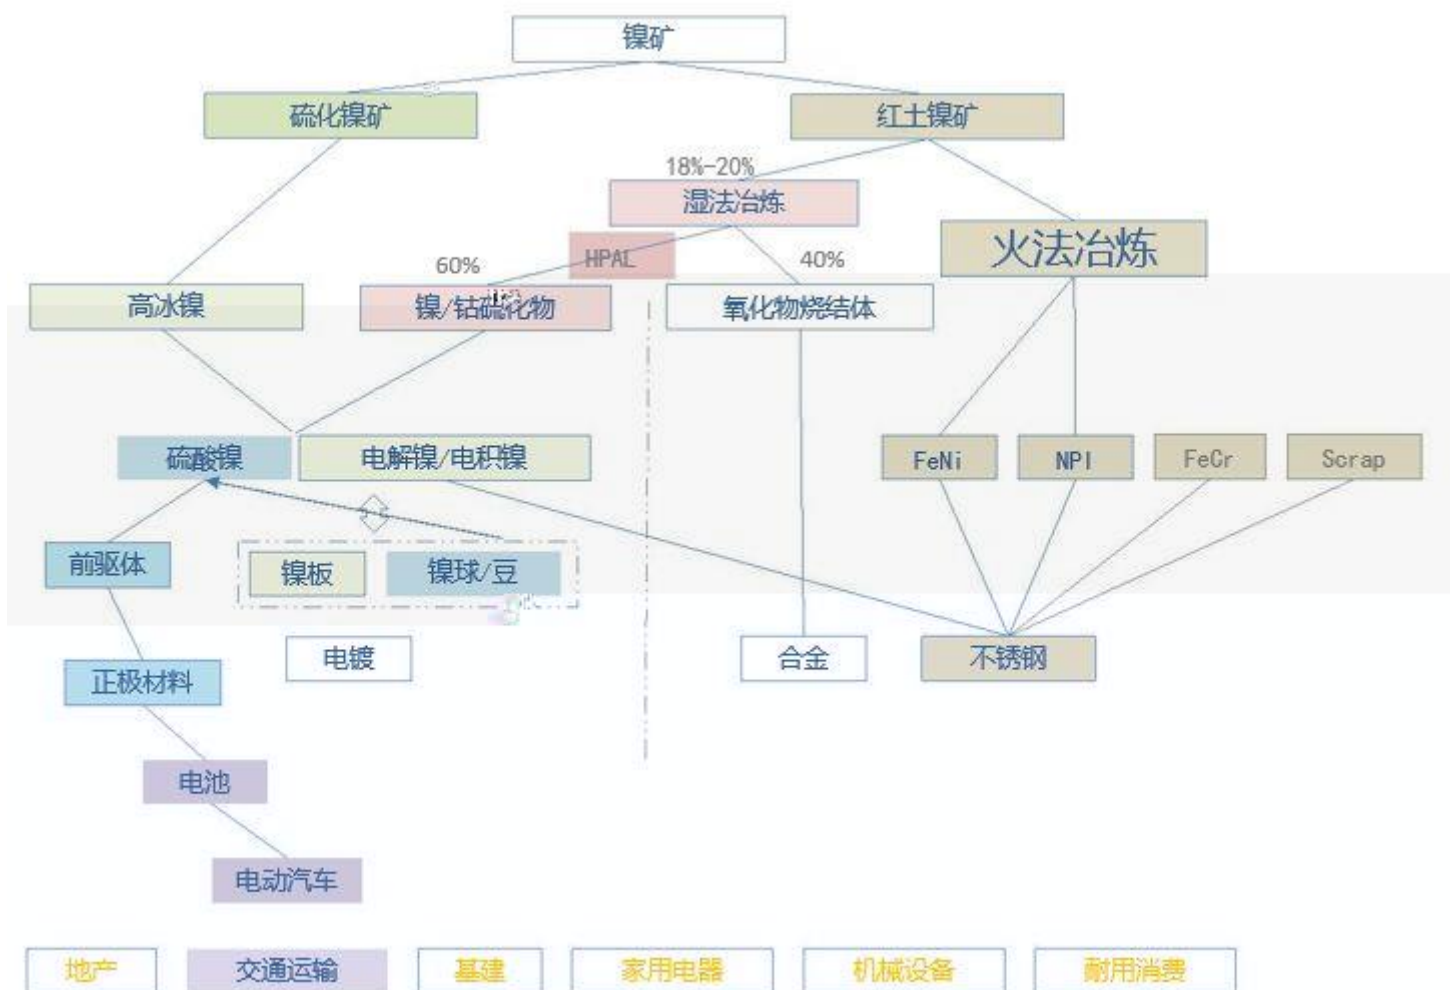 镍矿
硫化镍矿
红土镍矿
18%-20%
湿法冶炼
火法冶炼
HPAL
60%
40%
高冰镍
镍/钴硫化物
氧化物烧结体
硫酸镍
电解镍/电积镍
FeNi
NPI
FeCr
Scrap
前驱体
镍板
镍球/豆
电镀
合金
不锈钢
正极材料
电池
电动汽车
地产
交通运输
基建
家用电器
机械设备
耐用消费